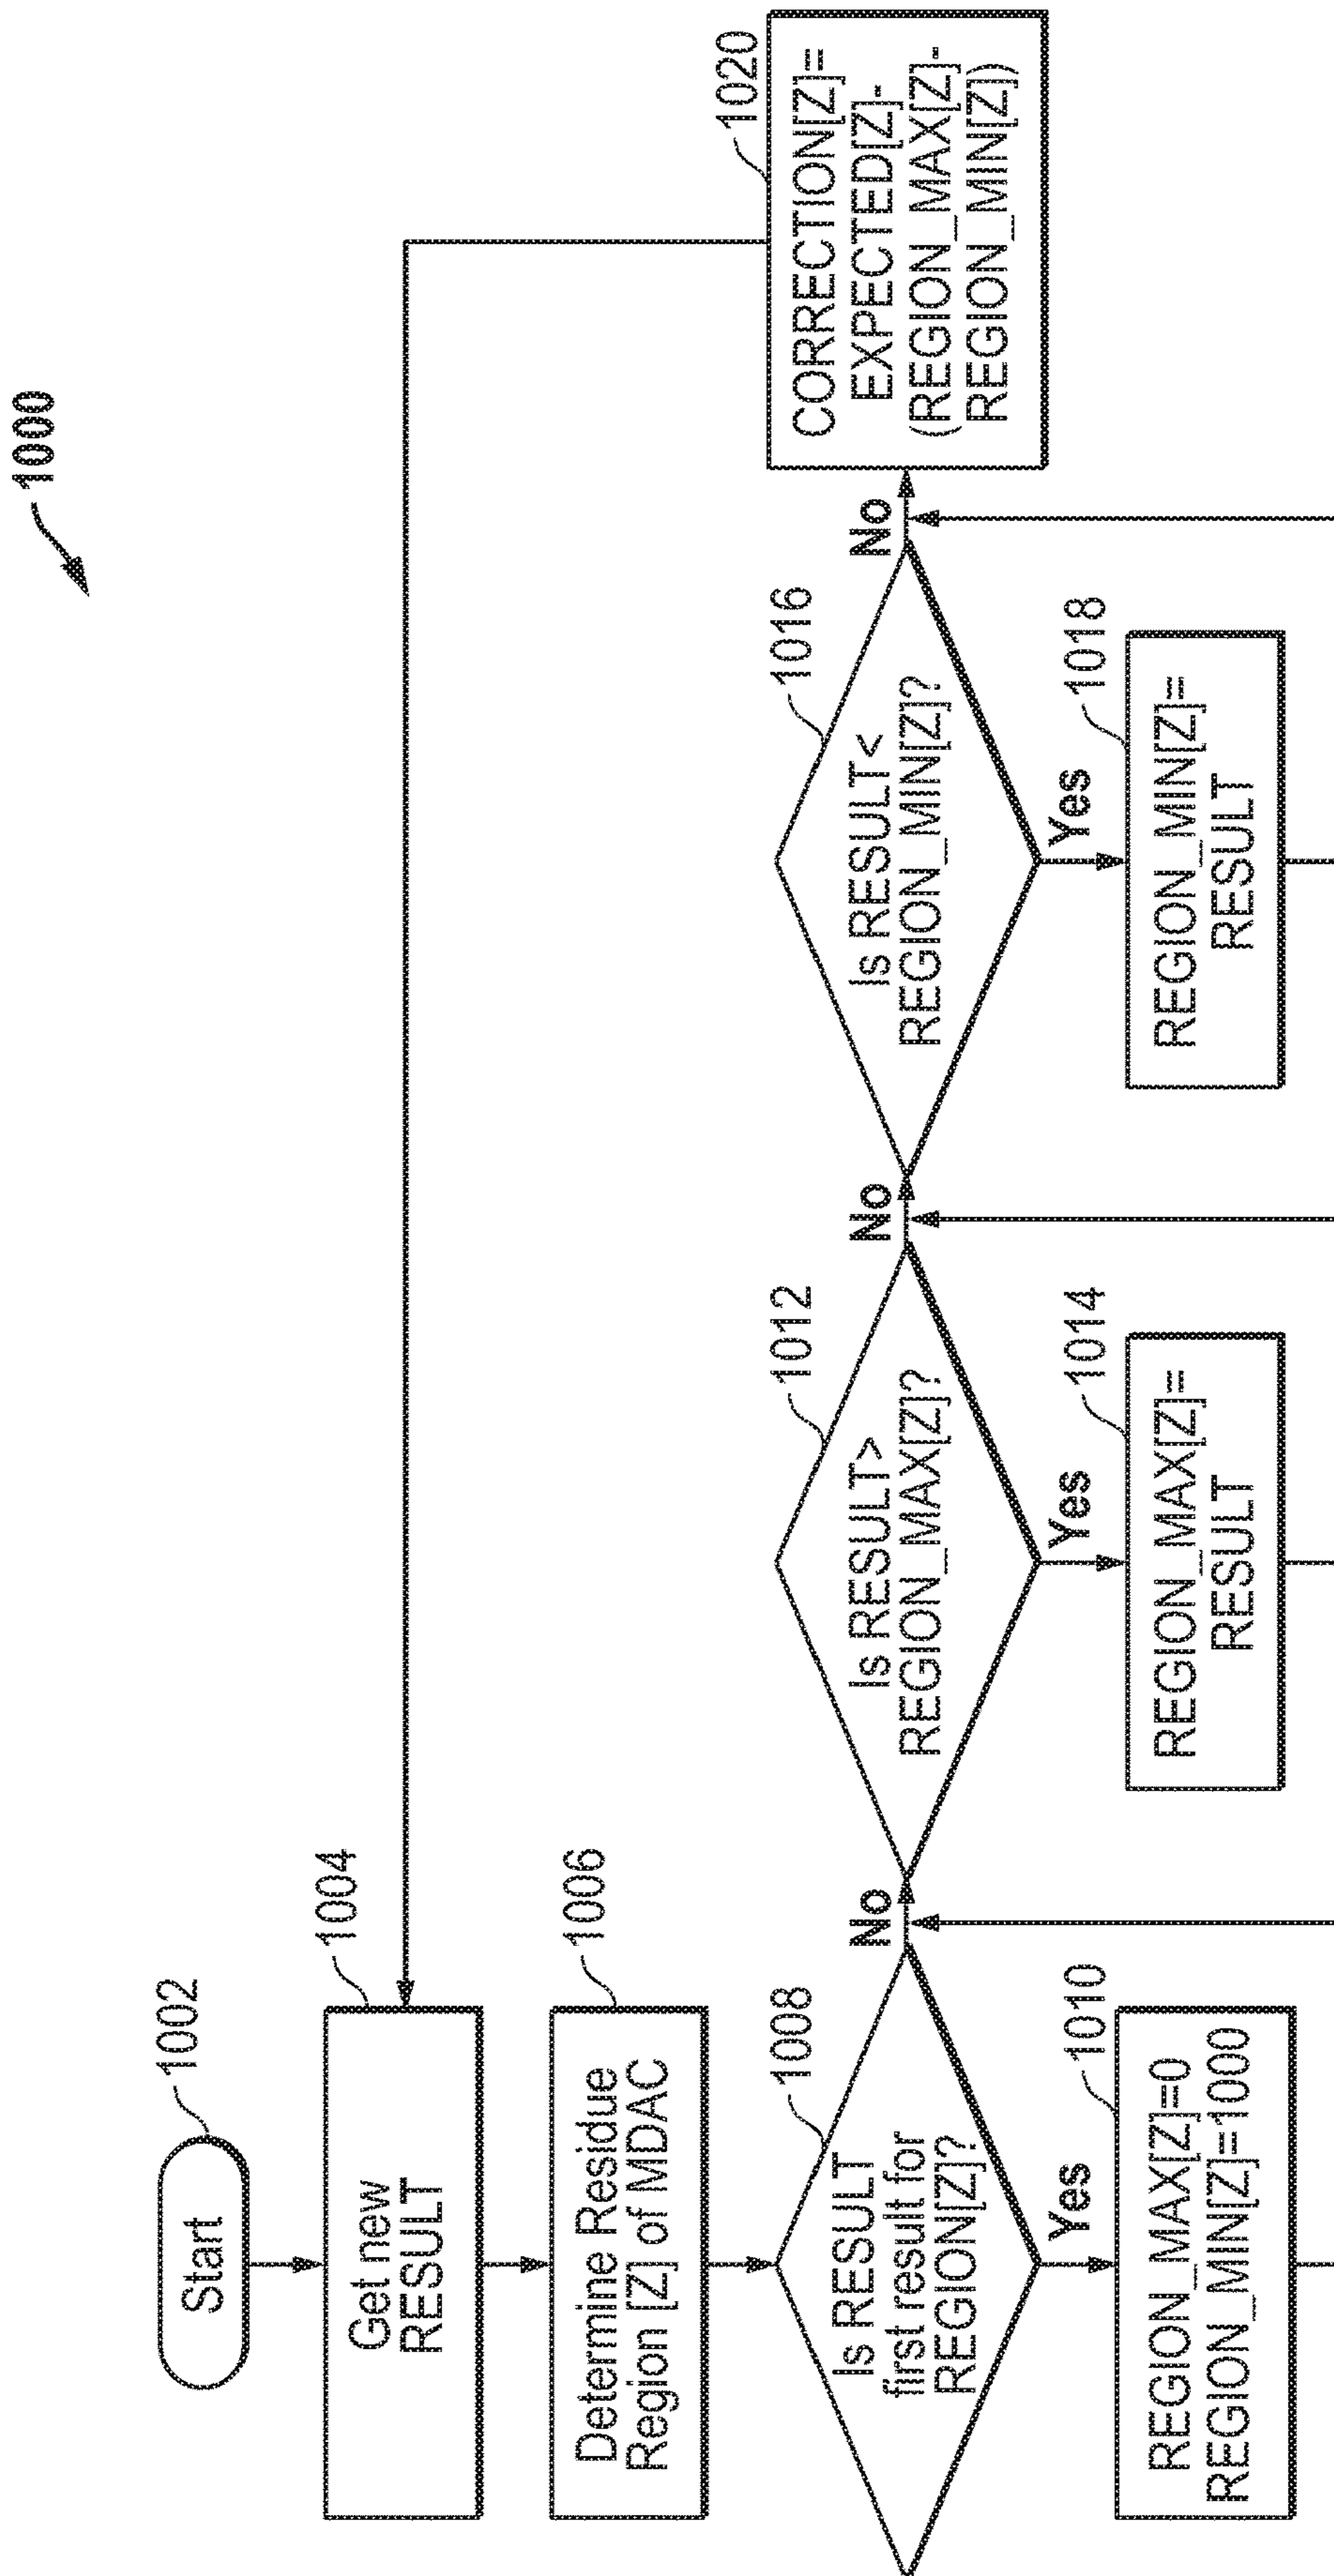 1000
Start
1002
Get new
RESULT
1004
Determine Residue
Region [Z] of MDAC
1006
Is RESULT
first result for
REGION[Z]?
1008
No
Yes
REGION_MAX[Z]=0
REGION_MIN[Z]=1000
1010
Is RESULT>
REGION_MAX[Z]?
1012
No
Yes
REGION_MAX[Z]=
RESULT
1014
Is RESULT<
REGION_MIN[Z]?
1016
No
Yes
REGION_MIN[Z]=
RESULT
1018
CORRECTION[Z]=
EXPECTED[Z]-
(REGION_MAX[Z]-
REGION_MIN[Z])
1020